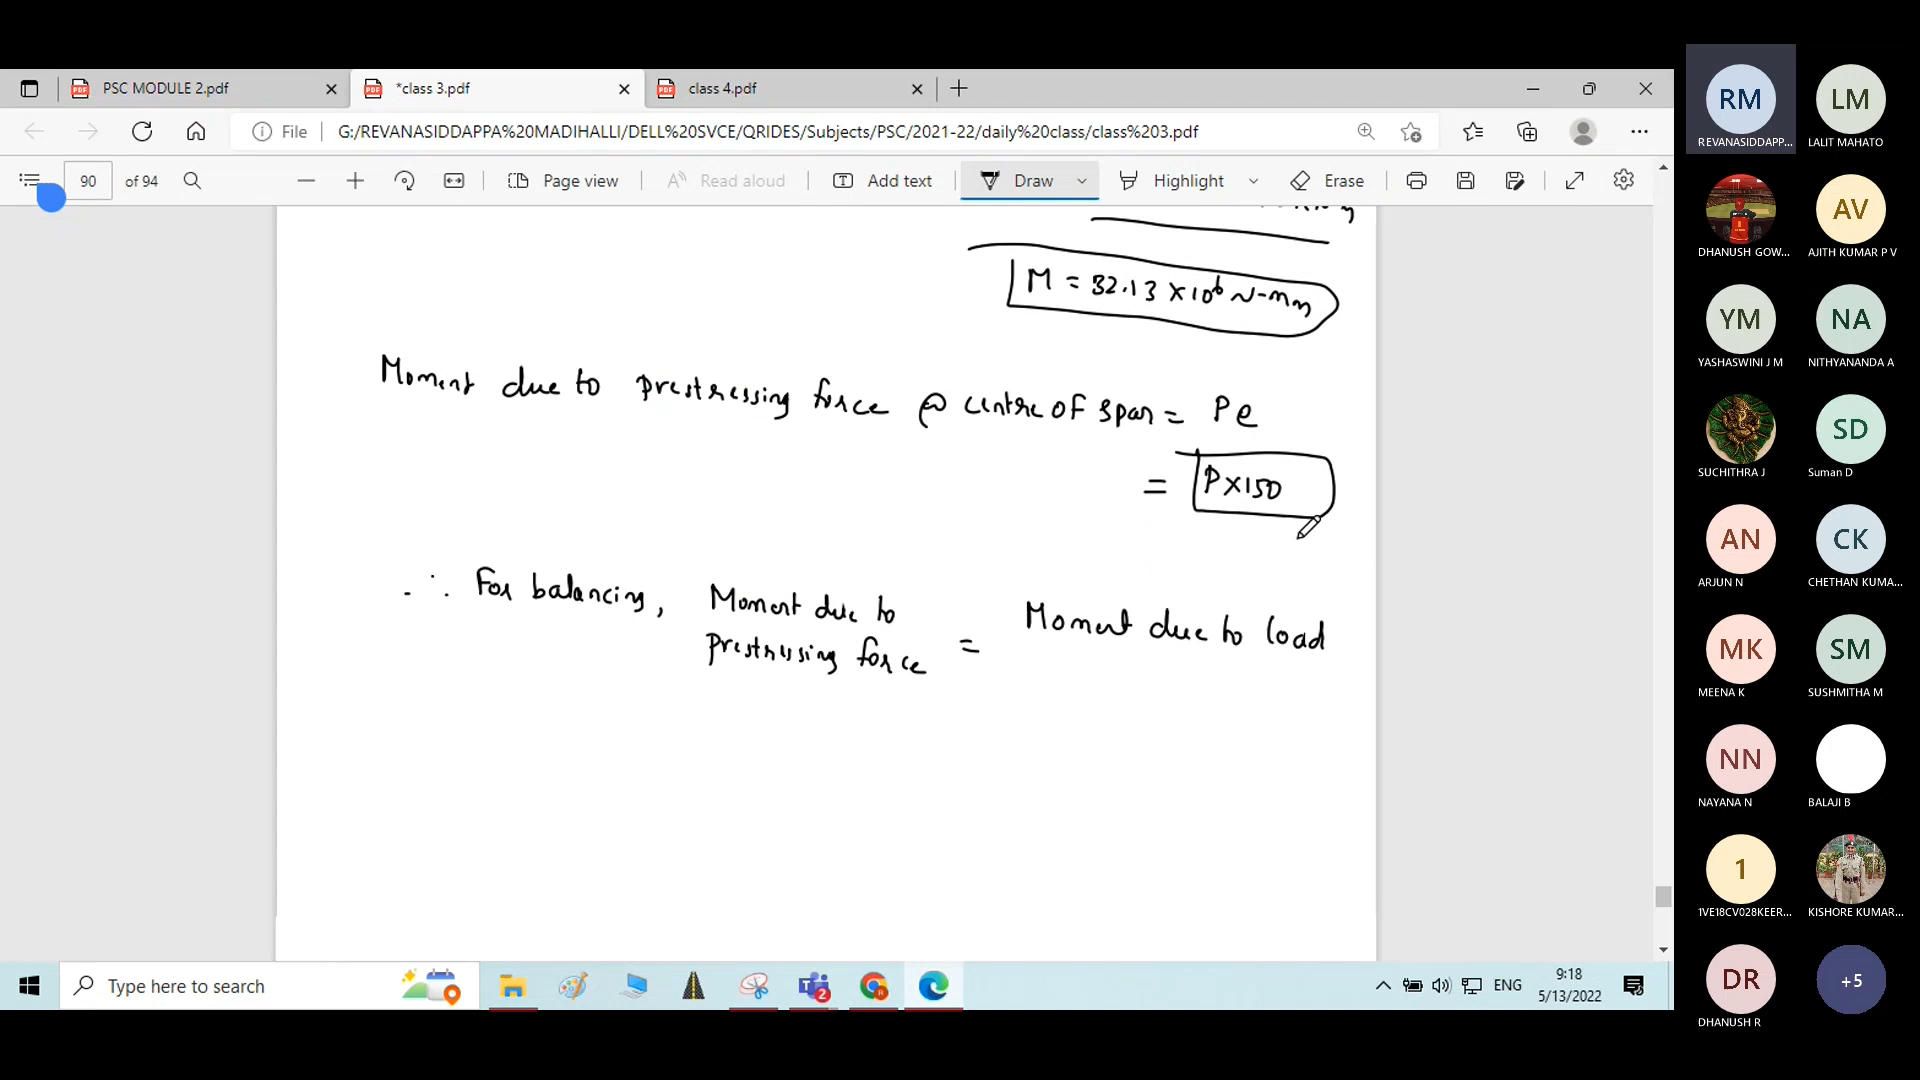 PSC MODULE 2.pdf
*class 3.pdf
class 4.pdf
File
G:/REVANASIDDAPPA%20MADIHALLI/DELL%20SVCE/QRIDES/Subjects/PSC/2021-22/daily%20class/class%203.pdf
90 of 94
Page view
Read aloud
Add text
Draw
Highlight
Erase
M = 32.13 X 10⁶ N-mm
Moment due to prestressing force @ centre of span = Pe
= PX150
∴ For balancing, Moment due to
prestressing force = Moment due to load
Type here to search
2
ENG
9:18
5/13/2022
RM
REVANASIDDAPP...
LM
LALIT MAHATO
DHANUSH GOW...
AV
AJITH KUMAR P V
YM
YASHASWINI J M
NA
NITHYANANDA A
SUCHITHRA J
SD
Suman D
AN
ARJUN N
CK
CHETHAN KUMA...
MK
MEENA K
SM
SUSHMITHA M
NN
NAYANA N
BALAJI B
1
1VE18CV028KEER...
KISHORE KUMAR...
DR
DHANUSH R
+5